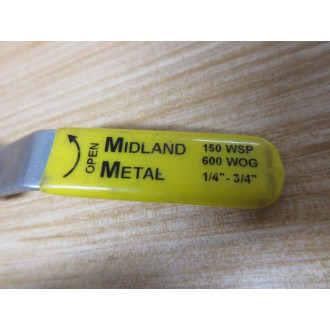 OPEN
MIDLAND METAL
150 WSP
600 WOG
1/4"-3/4"